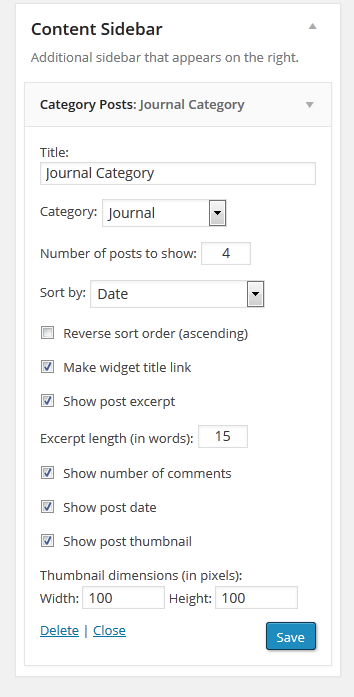 Content Sidebar
Additional sidebar that appears on the right.
Category Posts: Journal Category
Title:
Journal Category
Category: Journal
Number of posts to show: 4
Sort by: Date
Reverse sort order (ascending)
Make widget title link
Show post excerpt
Excerpt length (in words): 15
Show number of comments
Show post date
Show post thumbnail
Thumbnail dimensions (in pixels):
Width: 100 Height: 100
Delete | Close Save